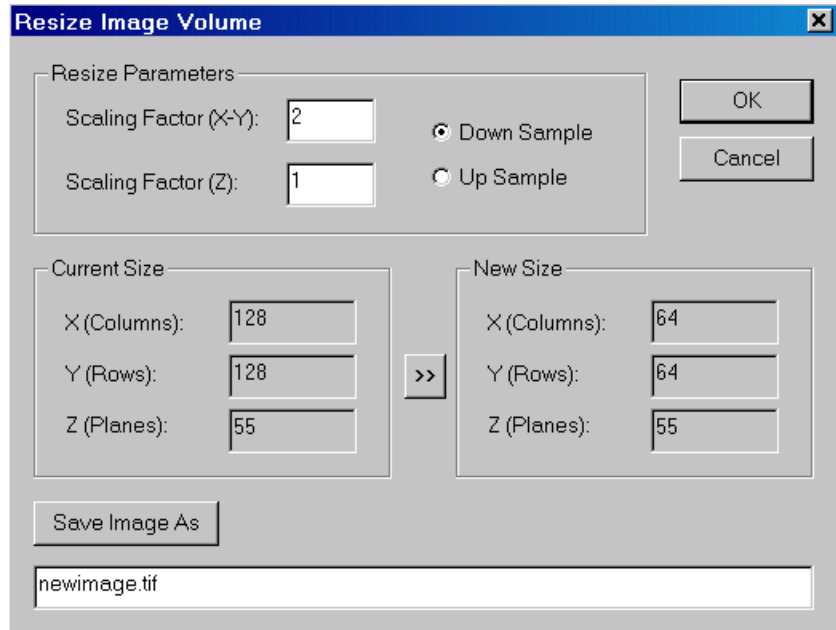 Resize Image Volume
Resize Parameters
Scaling Factor (X-Y): 2
Scaling Factor (Z): 1
Down Sample
Up Sample
OK
Cancel
Current Size
X (Columns): 128
Y (Rows): 128
Z (Planes): 55
>>
New Size
X (Columns): 64
Y (Rows): 64
Z (Planes): 55
Save Image As
newimage.tif